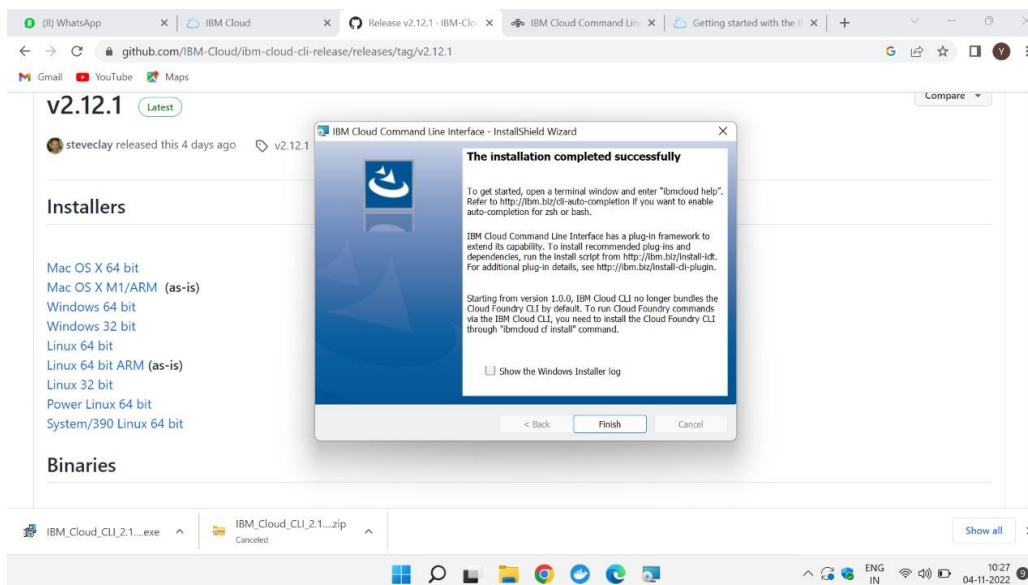 (8) WhatsApp
IBM Cloud
Release v2.12.1 · IBM-Clo
IBM Cloud Command Lin
Getting started with the
github.com/IBM-Cloud/ibm-cloud-cli-release/releases/tag/v2.12.1
G
Y
Gmail
YouTube
Maps
v2.12.1
Latest
Compare
steveclay released this 4 days ago
v2.12.1
Installers
Mac OS X 64 bit
Mac OS X M1/ARM (as-is)
Windows 64 bit
Windows 32 bit
Linux 64 bit
Linux 64 bit ARM (as-is)
Linux 32 bit
Power Linux 64 bit
System/390 Linux 64 bit
Binaries
IBM Cloud Command Line Interface - InstallShield Wizard
The installation completed successfully
To get started, open a terminal window and enter "ibmcloud help".
Refer to http://ibm.biz/cli-auto-completion if you want to enable
auto-completion for zsh or bash.
IBM Cloud Command Line Interface has a plug-in framework to
extend its capability. To install recommended plug-ins and
dependencies, run the install script from http://ibm.biz/install-idt.
For additional plug-in details, see http://ibm.biz/install-cli-plugin.
Starting from version 1.0.0, IBM Cloud CLI no longer bundles the
Cloud Foundry CLI by default. To run Cloud Foundry commands
via the IBM Cloud CLI, you need to install the Cloud Foundry CLI
through "ibmcloud cf install" command.
Show the Windows Installer log
< Back
Finish
Cancel
IBM_Cloud_CLI_2.1....exe
IBM_Cloud_CLI_2.1....zip
Canceled
Show all
ENG
IN
10:27
04-11-2022